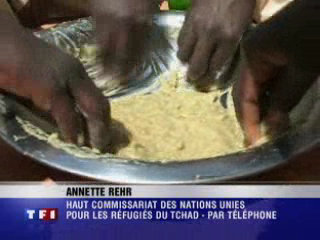 ANNETTE REHR
TF1
HAUT COMMISSARIAT DES NATIONS UNIES
POUR LES RÉFUGIÉS DU TCHAD - PAR TÉLÉPHONE